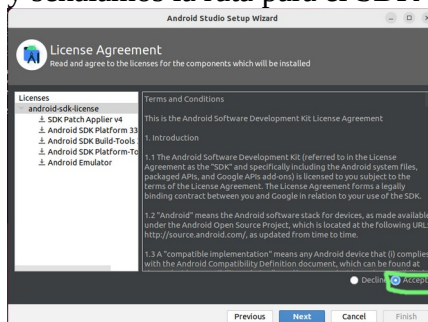 Android Studio Setup Wizard
License Agreement
Read and agree to the licenses for the components which will be installed
Licenses
android-sdk-license
SDK Patch Applier v4
Android SDK Platform 33
Android SDK Build-Tools
Android SDK Platform-To
Android Emulator
Terms and Conditions
This is the Android Software Development Kit License Agreement
1. Introduction
1.1 The Android Software Development Kit (referred to in the License
Agreement as the "SDK" and specifically including the Android system files,
packaged APIs, and Google APIs add-ons) is licensed to you subject to the
terms of the License Agreement. The License Agreement forms a legally
binding contract between you and Google in relation to your use of the SDK.
1.2 "Android" means the Android software stack for devices, as made available
under the Android Open Source Project, which is located at the following URL:
http://source.android.com/, as updated from time to time.
1.3 A "compatible implementation" means any Android device that (i) complies
with the Android Compatibility Definition document, which can be found at
Decline Accept
Previous Next Cancel Finish